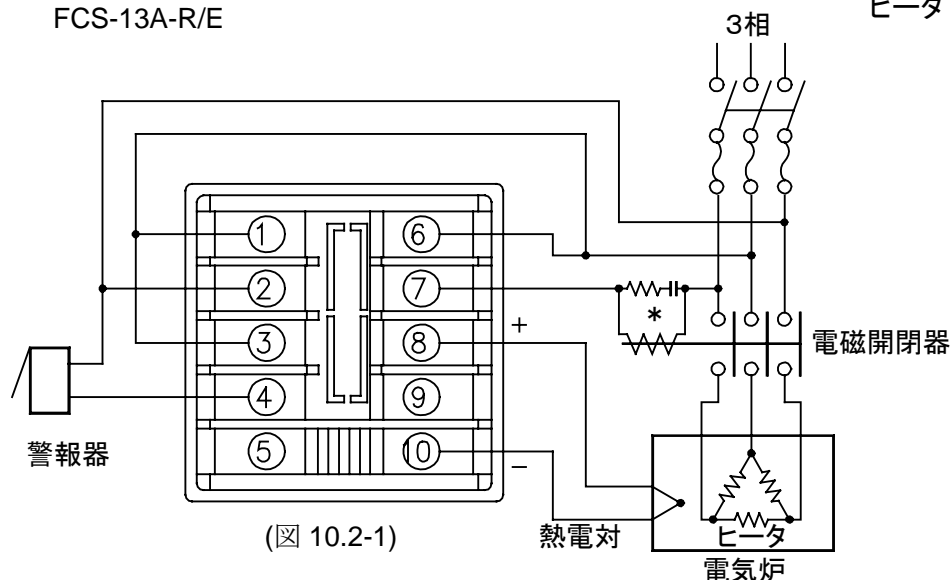 FCS-13A-R/E
ヒータ
3相
①
⑥
②
⑦
*
+
③
⑧
電磁開閉器
④
⑨
警報器
⑤
⑩
−
(図 10.2-1)
熱電対
ヒータ
電気炉